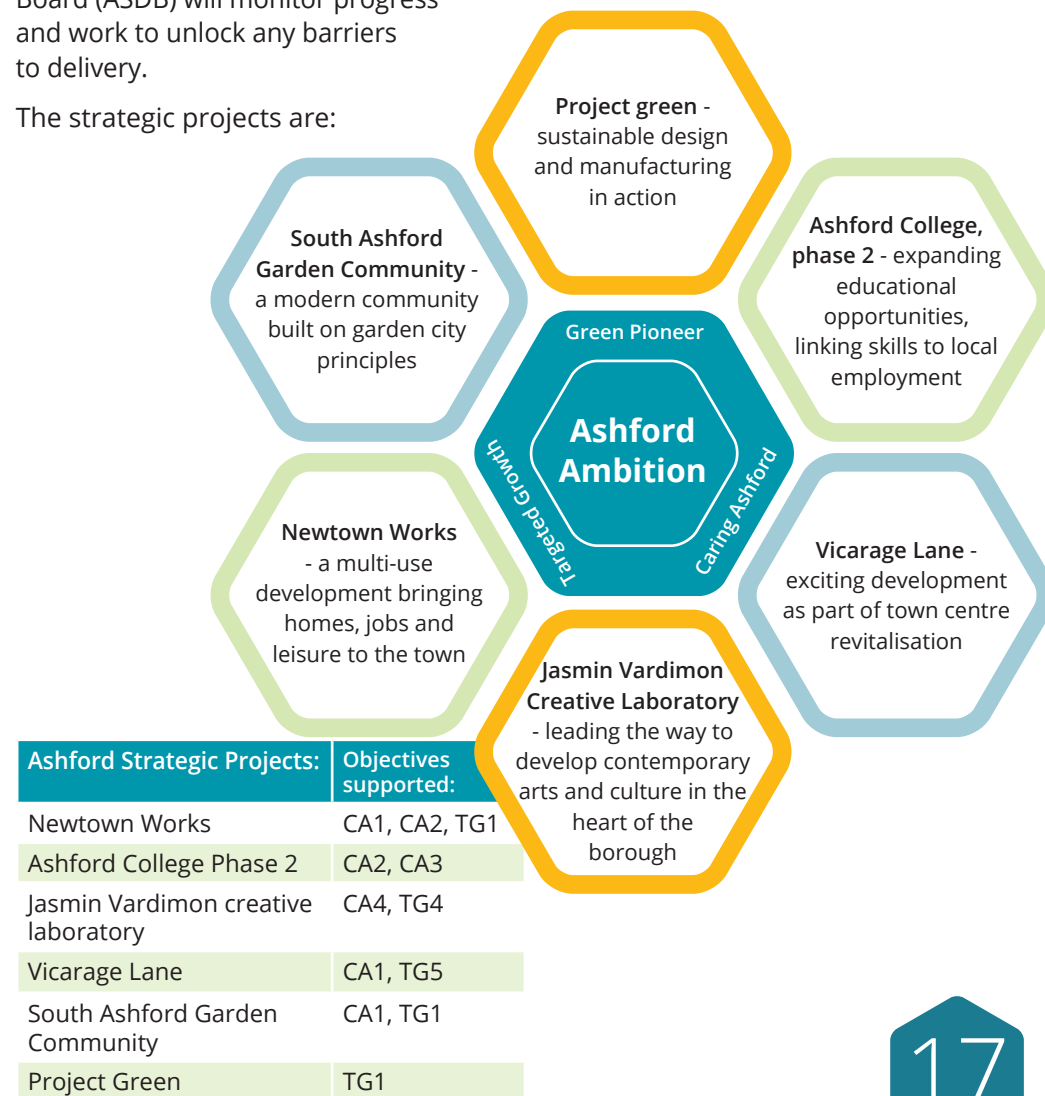 Board (ASDB) will monitor progress
and work to unlock any barriers
to delivery.
The strategic projects are:
Project green -
sustainable design
and manufacturing
in action
South Ashford
Garden Community -
a modern community
built on garden city
principles
Ashford College,
phase 2 - expanding
educational
opportunities,
linking skills to local
employment
Green Pioneer
Ashford
Ambition
Targeted Growth
Caring Ashford
Newtown Works
- a multi-use
development bringing
homes, jobs and
leisure to the town
Vicarage Lane -
exciting development
as part of town centre
revitalisation
Jasmin Vardimon
Creative Laboratory
- leading the way to
develop contemporary
arts and culture in the
heart of the
borough
Ashford Strategic Projects:
Objectives
supported:
Newtown Works
CA1, CA2, TG1
Ashford College Phase 2
CA2, CA3
Jasmin Vardimon creative
laboratory
CA4, TG4
Vicarage Lane
CA1, TG5
South Ashford Garden
Community
CA1, TG1
Project Green
TG1
17